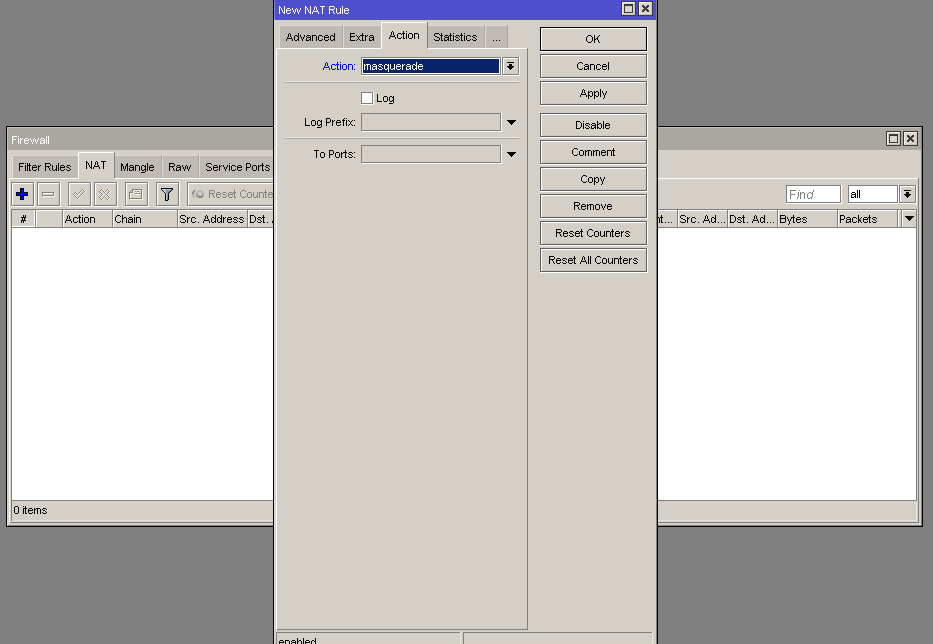 New NAT Rule
Advanced Extra Action Statistics ...
Action: masquerade
Log
Log Prefix:
To Ports:
OK
Cancel
Apply
Disable
Comment
Copy
Remove
Reset Counters
Reset All Counters
enabled
Firewall
Filter Rules NAT Mangle Raw Service Ports
Reset Counte
Find all
# Action Chain Src. Address Dst. Src. Ad... Dst. Ad... Bytes Packets
0 items